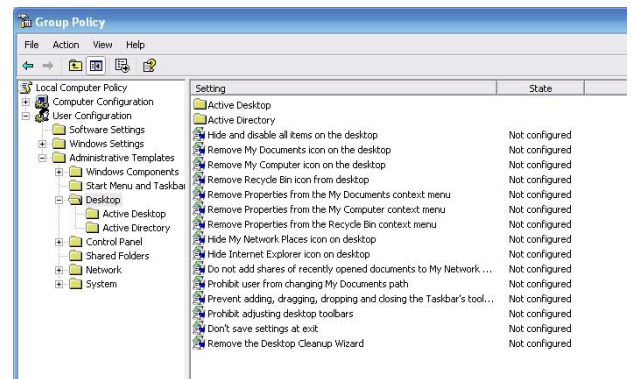 Group Policy
File Action View Help
Local Computer Policy
Computer Configuration
User Configuration
Software Settings
Windows Settings
Administrative Templates
Windows Components
Start Menu and Taskba
Desktop
Active Desktop
Active Directory
Control Panel
Shared Folders
Network
System
Setting State
Active Desktop
Active Directory
Hide and disable all items on the desktop Not configured
Remove My Documents icon on the desktop Not configured
Remove My Computer icon on the desktop Not configured
Remove Recycle Bin icon from desktop Not configured
Remove Properties from the My Documents context menu Not configured
Remove Properties from the My Computer context menu Not configured
Remove Properties from the Recycle Bin context menu Not configured
Hide My Network Places icon on desktop Not configured
Hide Internet Explorer icon on desktop Not configured
Do not add shares of recently opened documents to My Network ... Not configured
Prohibit user from changing My Documents path Not configured
Prevent adding, dragging, dropping and closing the Taskbar's tool... Not configured
Prohibit adjusting desktop toolbars Not configured
Don't save settings at exit Not configured
Remove the Desktop Cleanup Wizard Not configured